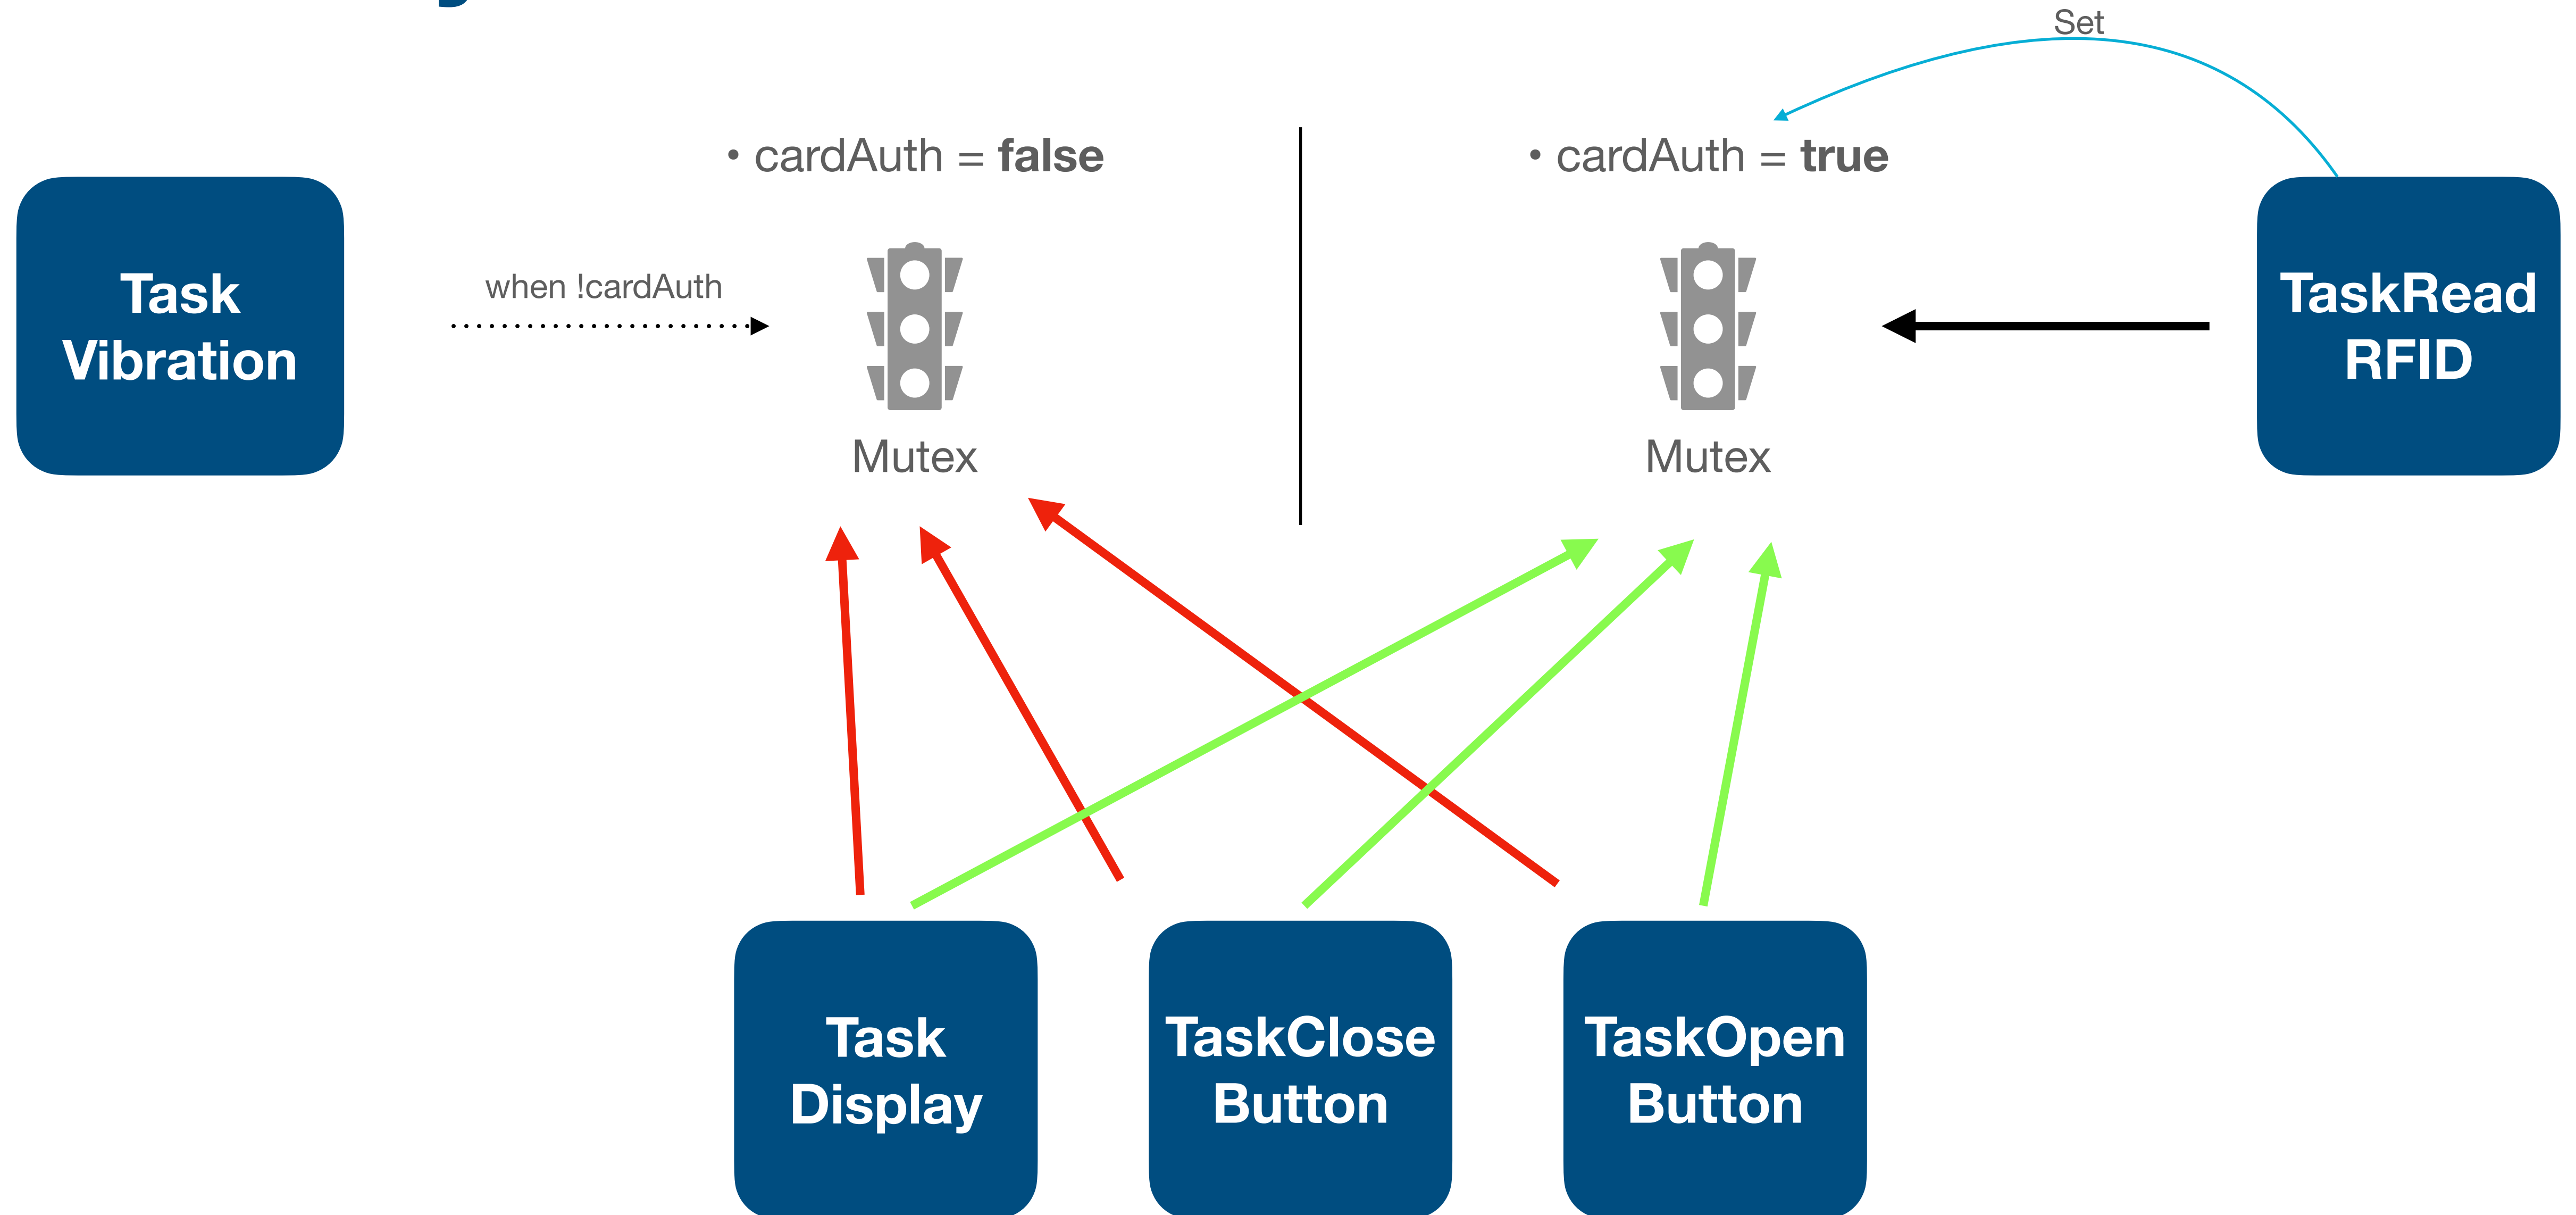 Set
• cardAuth = false
• cardAuth = true
Task
Vibration
when !cardAuth
TaskRead
RFID
Mutex
Mutex
Task
Display
TaskClose
Button
TaskOpen
Button